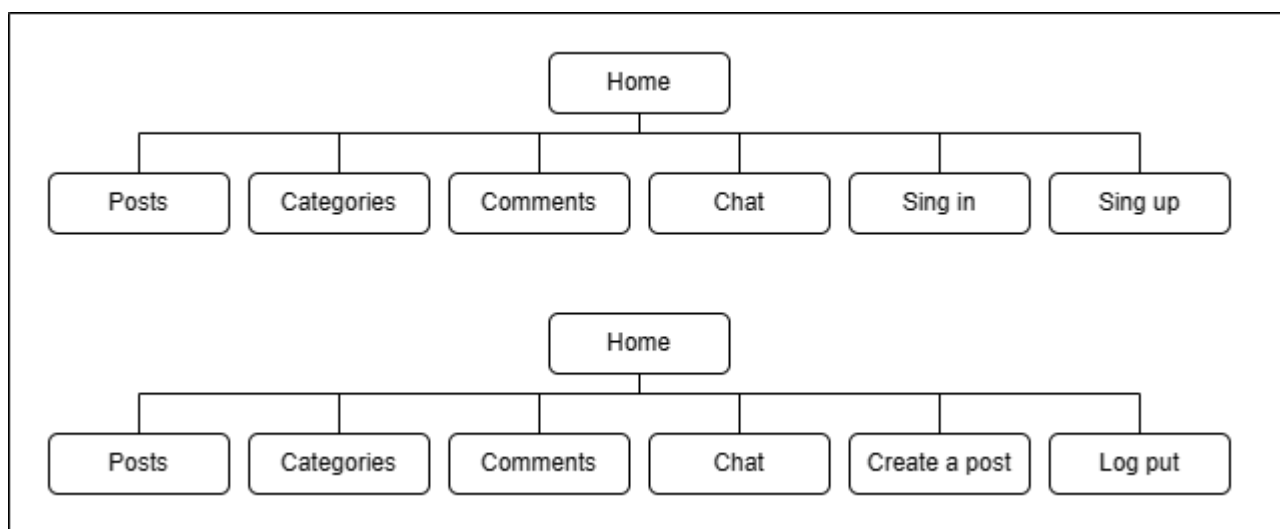 Home
Posts
Categories
Comments
Chat
Sing in
Sing up
Home
Posts
Categories
Comments
Chat
Create a post
Log put